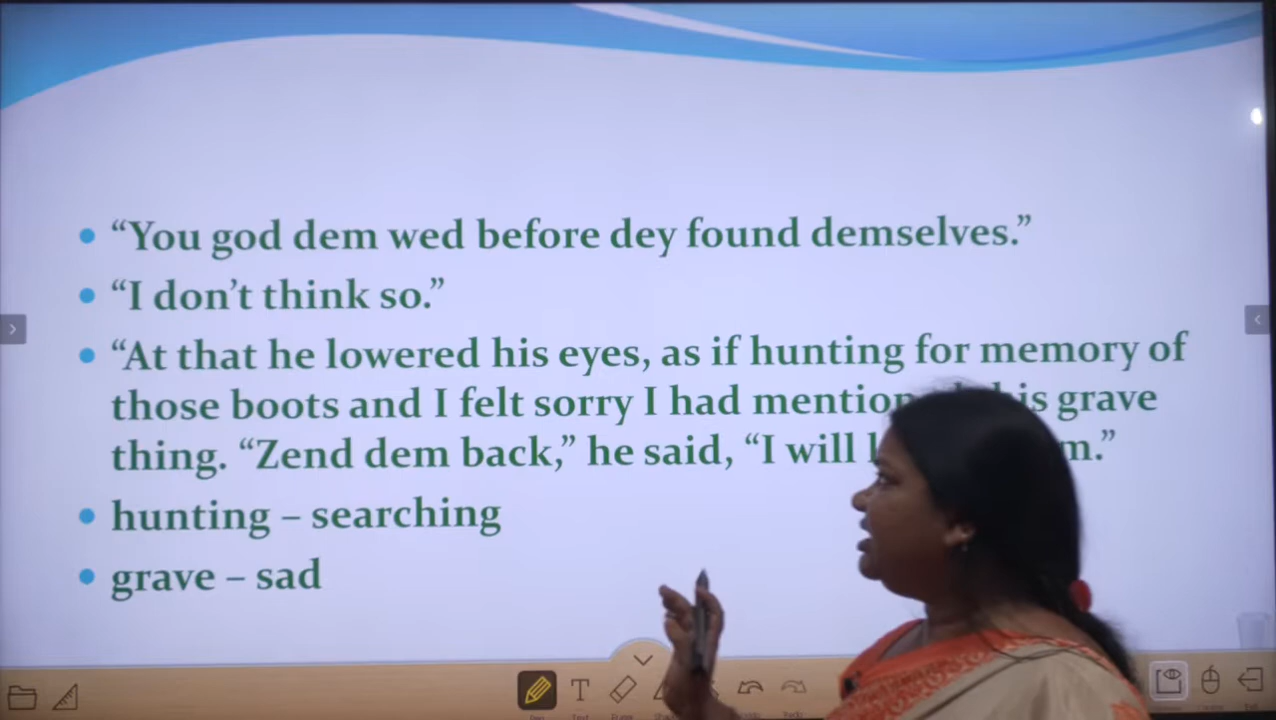 “You god dem wed before dey found demselves.”
“I don’t think so.”
“At that he lowered his eyes, as if hunting for memory of
those boots and I felt sorry I had mention is grave
thing. “Zend dem back,” he said, “I will m.”
hunting – searching
grave – sad
T